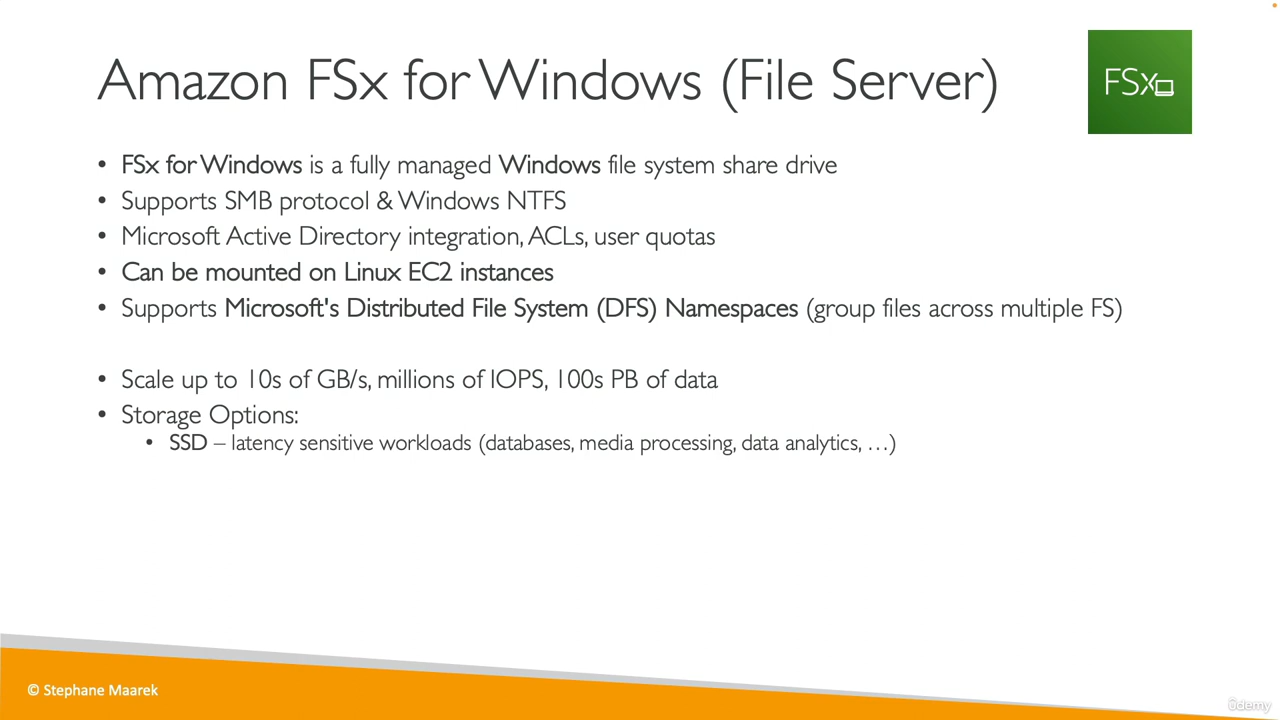 Amazon FSx for Windows (File Server)
FSx
• FSx for Windows is a fully managed Windows file system share drive
• Supports SMB protocol & Windows NTFS
• Microsoft Active Directory integration, ACLs, user quotas
• Can be mounted on Linux EC2 instances
• Supports Microsoft's Distributed File System (DFS) Namespaces (group files across multiple FS)
• Scale up to 10s of GB/s, millions of IOPS, 100s PB of data
• Storage Options:
• SSD – latency sensitive workloads (databases, media processing, data analytics, …)
© Stephane Maarek
ûdemy